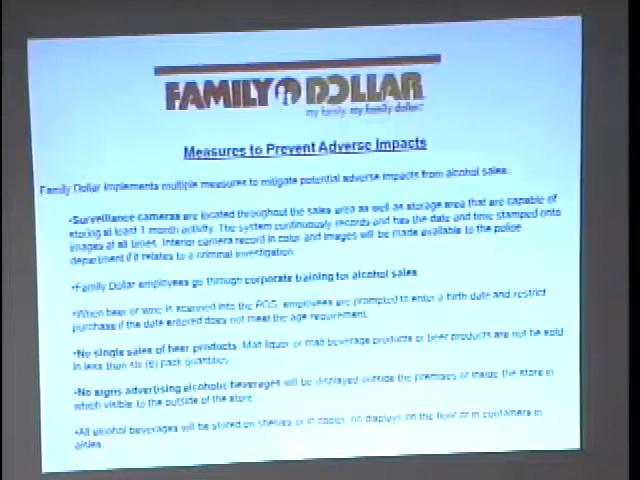 FAMILY DOLLAR
my family, my family dollar.
Measures to Prevent Adverse Impacts
Family Dollar implements multiple measures to mitigate potential adverse impacts from alcohol sales.
•Surveillance cameras are located throughout the sales area as well as storage area that are capable of
storing at least 1 month activity. The system continuously records and has the date and time stamped onto
images at all times. Interior camera record in color and images will be made available to the police
department if it relates to a criminal investigation.
•Family Dollar employees go through corporate training for alcohol sales.
•When beer or wine is scanned into the POS, employees are prompted to enter a birth date and restrict
purchase if the date entered does not meet the age requirement.
•No single sales of beer products. Malt liquor or malt beverage products or beer products are not be sold
in less than six (6) pack quantities.
•No signs advertising alcoholic beverages will be displayed outside the premises or inside the store in
which visible to the outside of the store.
•All alcohol beverages will be stored on shelves or in cooler, no displays on the floor or in containers in
aisles.